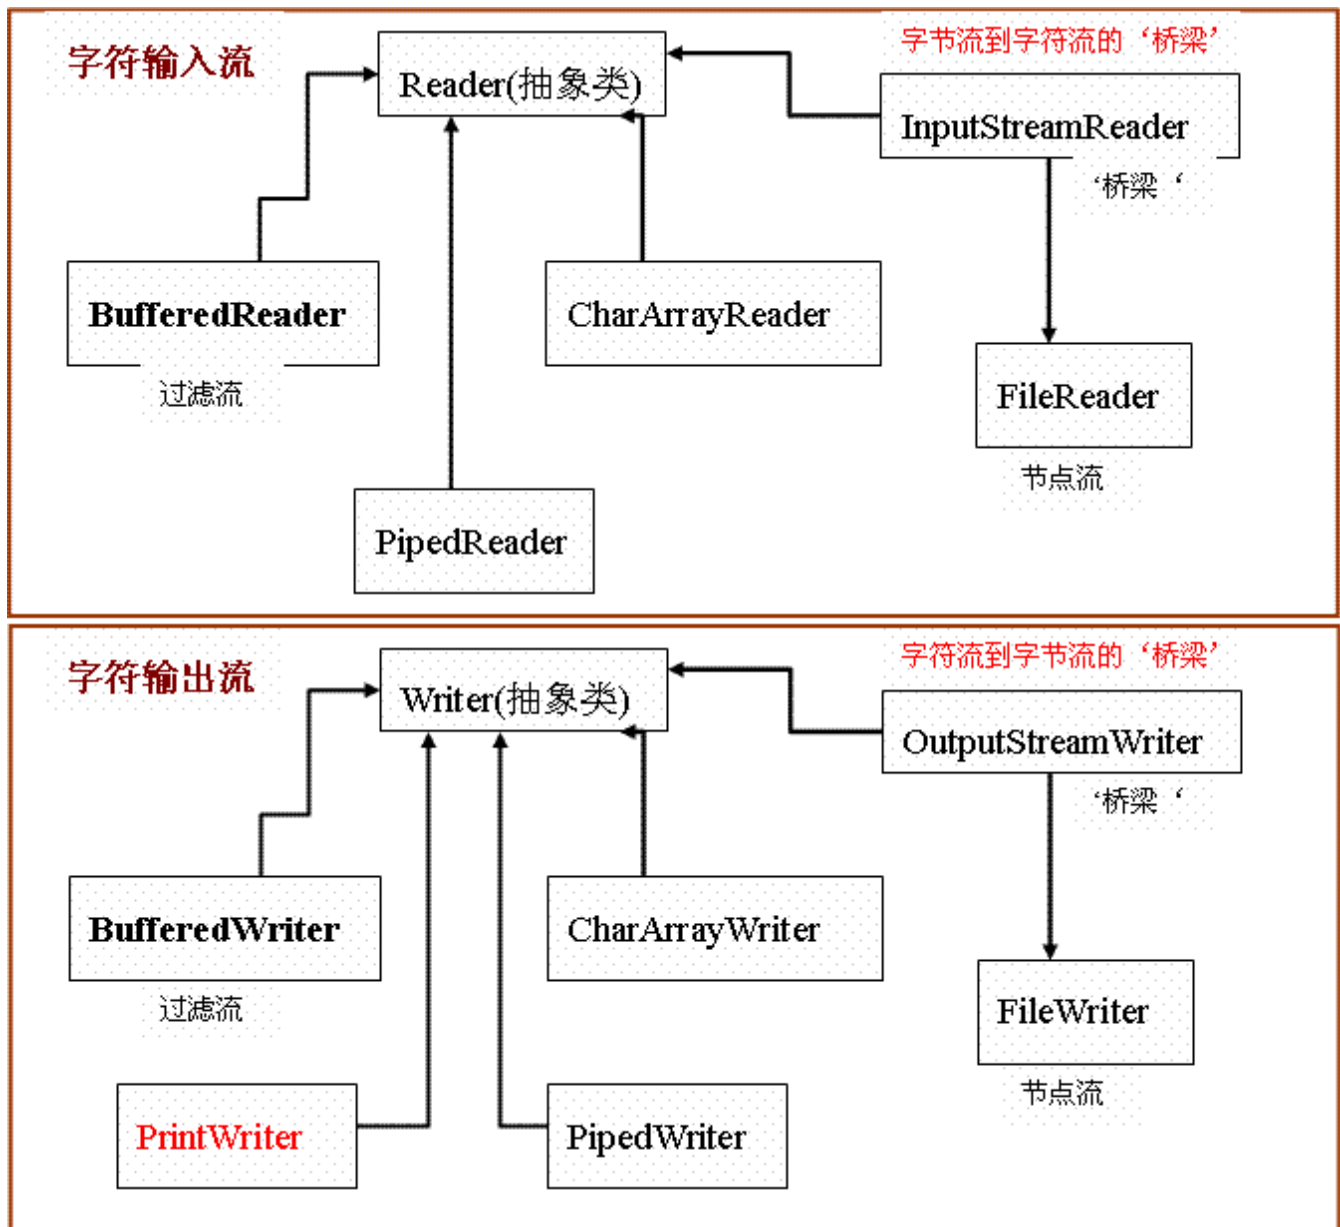 字符输入流
Reader(抽象类)
字节流到字符流的‘桥梁’
InputStreamReader
‘桥梁‘
BufferedReader
过滤流
CharArrayReader
FileReader
节点流
PipedReader
字符输出流
Writer(抽象类)
字符流到字节流的‘桥梁’
OutputStreamWriter
‘桥梁‘
BufferedWriter
过滤流
CharArrayWriter
FileWriter
节点流
PrintWriter
PipedWriter